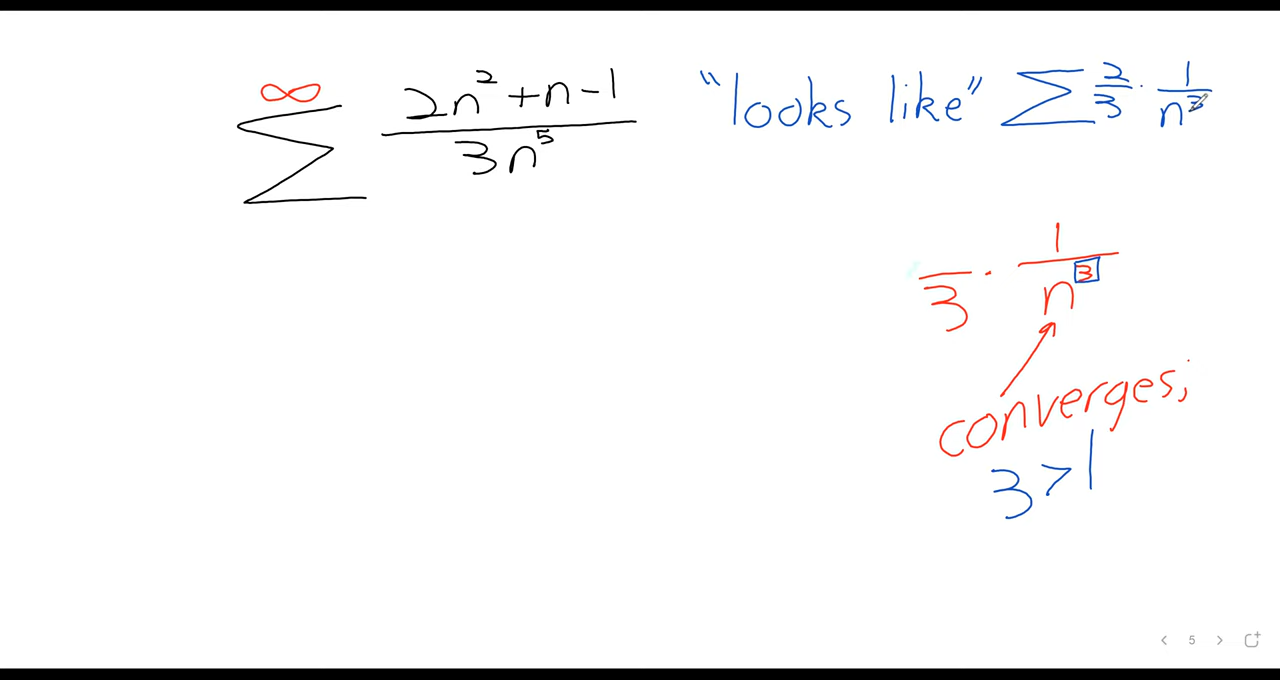 ∞
∑ (2n² + n - 1)/(3n⁵) "looks like" ∑ 2/3 · 1/n³
/3 · 1/n³
converges;
3 > 1
< 5 >